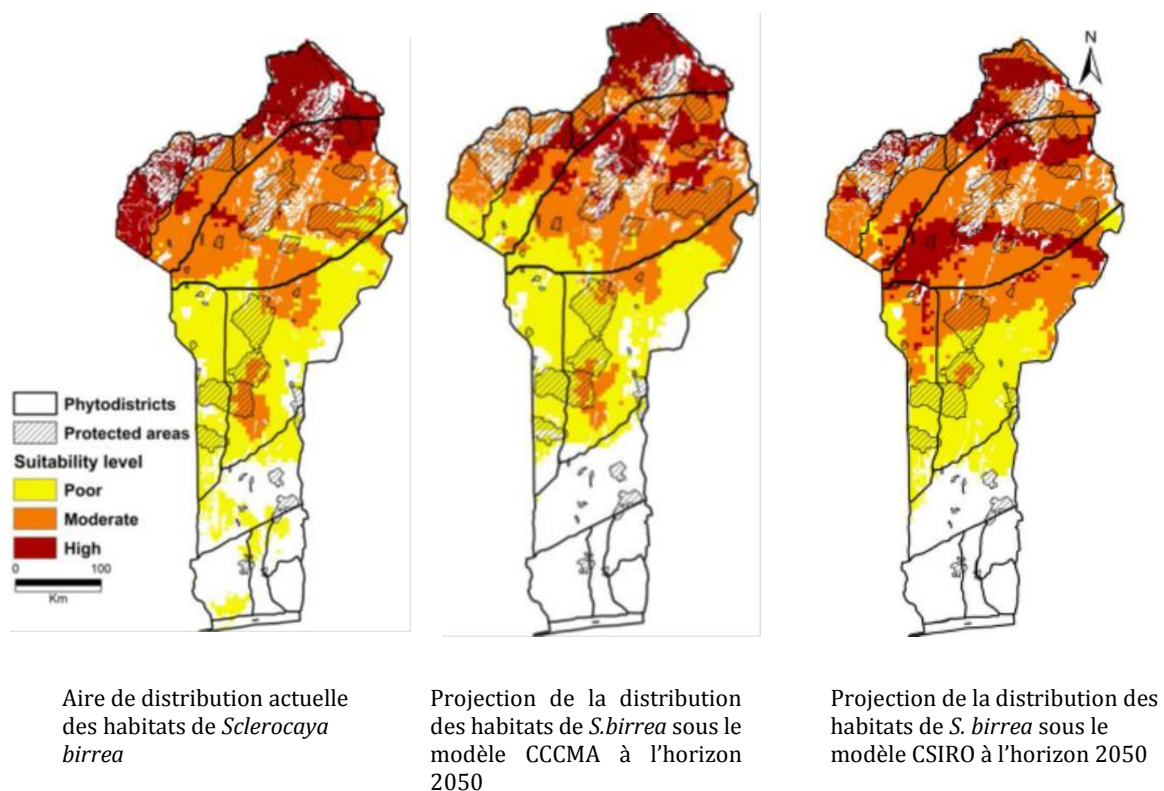 N
Phytodistricts
Protected areas
Suitability level
Poor
Moderate
High
0 100
Km
Aire de distribution actuelle
des habitats de Sclerocaya
birrea
Projection de la distribution
des habitats de S.birrea sous le
modèle CCCMA à l’horizon
2050
Projection de la distribution des
habitats de S. birrea sous le
modèle CSIRO à l’horizon 2050